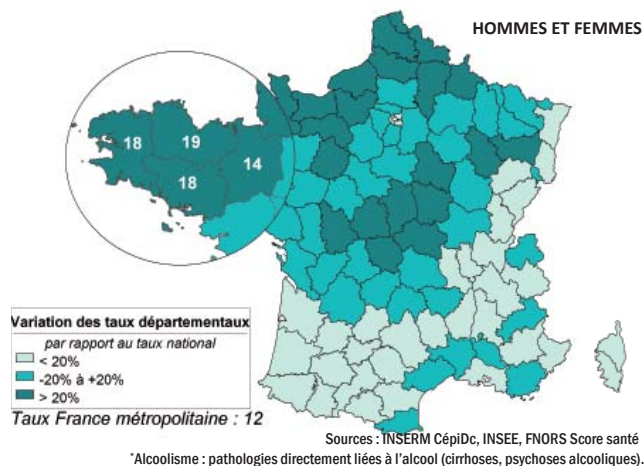 HOMMES ET FEMMES
18
19
14
18
Variation des taux départementaux
par rapport au taux national
< 20%
-20% à +20%
> 20%
Taux France métropolitaine : 12
Sources : INSERM CépiDc, INSEE, FNORS Score santé
*Alcoolisme : pathologies directement liées à l'alcool (cirrhoses, psychoses alcooliques).